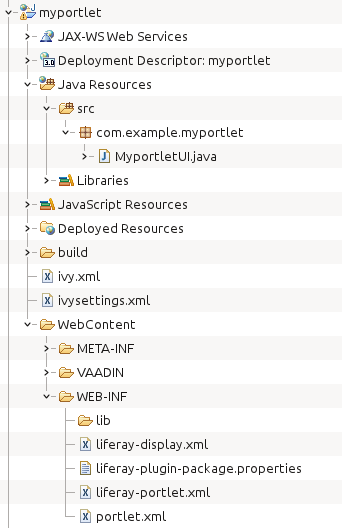 myportlet
JAX-WS Web Services
3.0 Deployment Descriptor: myportlet
Java Resources
src
com.example.myportlet
MyportletUI.java
Libraries
JavaScript Resources
Deployed Resources
build
ivy.xml
ivysettings.xml
WebContent
META-INF
VAADIN
WEB-INF
lib
liferay-display.xml
liferay-plugin-package.properties
liferay-portlet.xml
portlet.xml